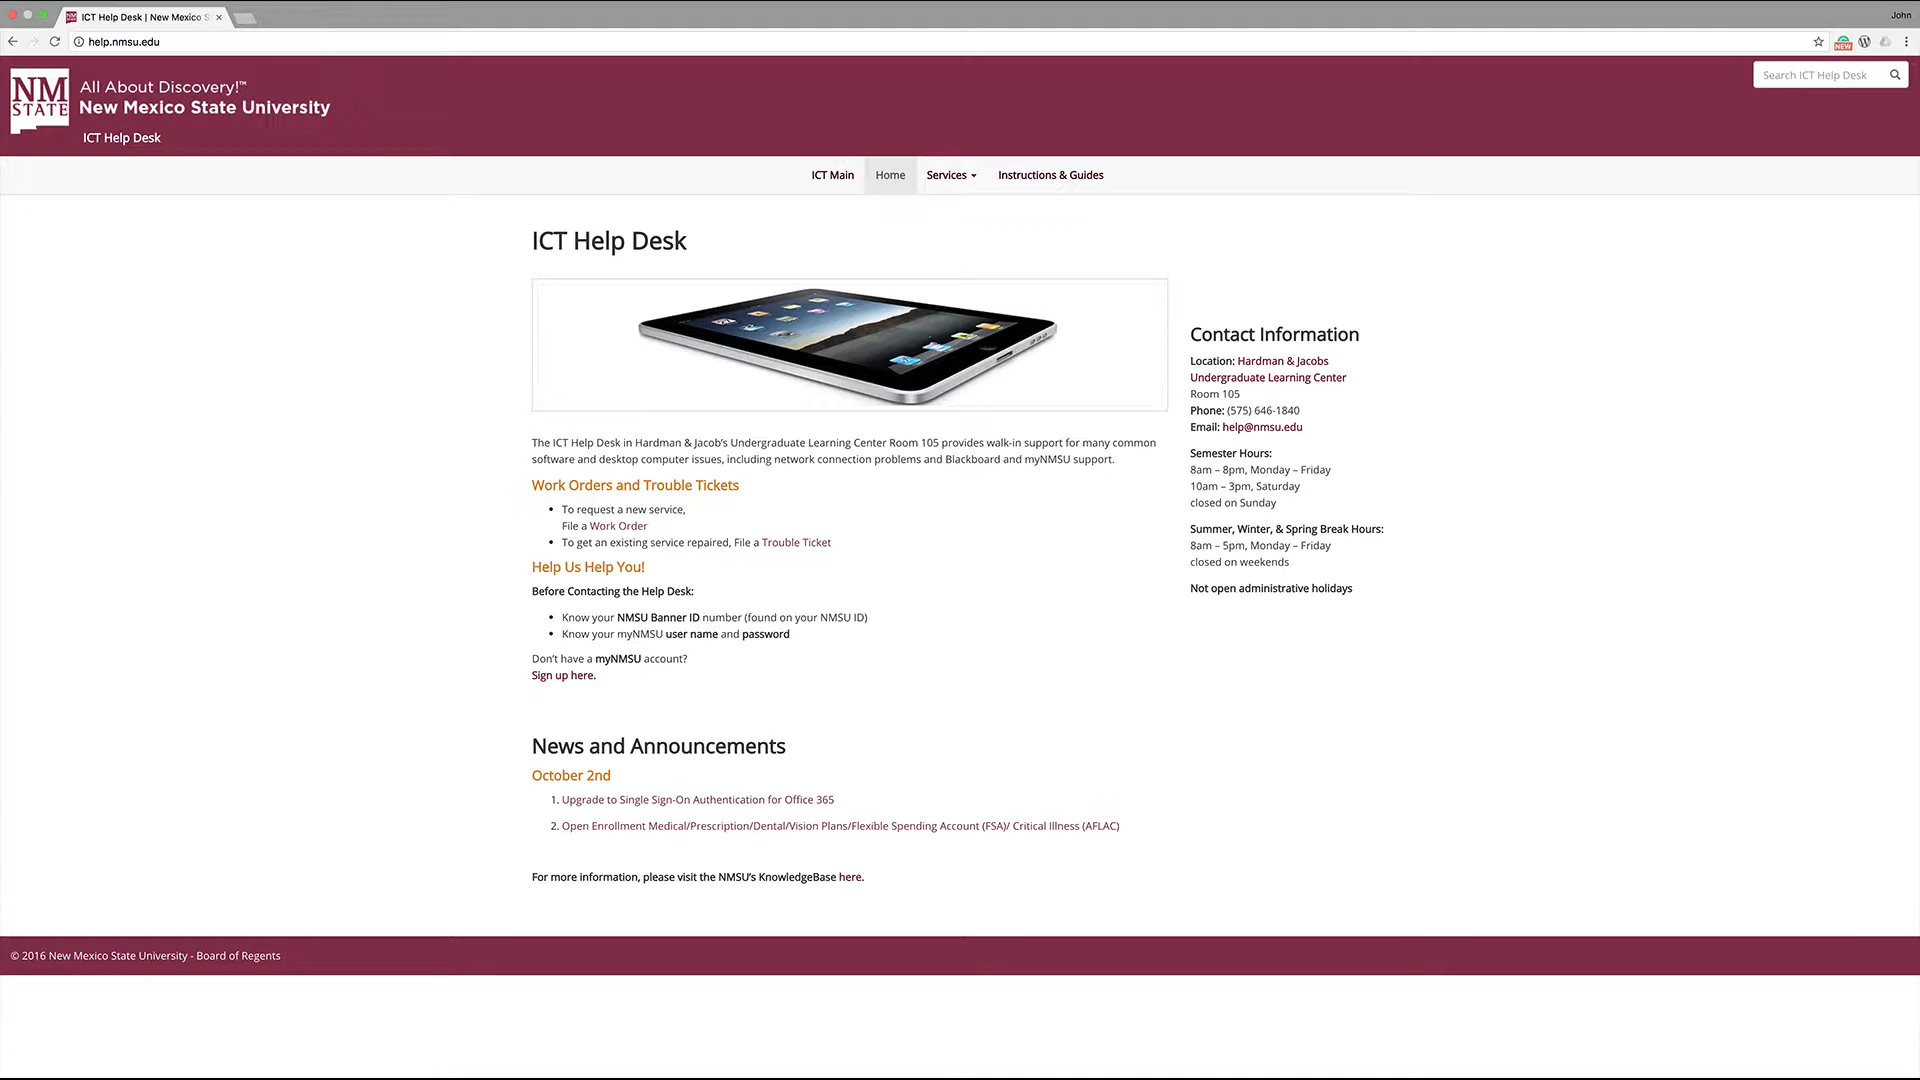 ICT Help Desk | New Mexico S
John
help.nmsu.edu
NEW
NM
STATE
All About Discovery!™
New Mexico State University
ICT Help Desk
Search ICT Help Desk
ICT Main
Home
Services
Instructions & Guides
ICT Help Desk
The ICT Help Desk in Hardman & Jacob's Undergraduate Learning Center Room 105 provides walk-in support for many common
software and desktop computer issues, including network connection problems and Blackboard and myNMSU support.
Work Orders and Trouble Tickets
• To request a new service,
File a Work Order
• To get an existing service repaired, File a Trouble Ticket
Help Us Help You!
Before Contacting the Help Desk:
• Know your NMSU Banner ID number (found on your NMSU ID)
• Know your myNMSU user name and password
Don't have a myNMSU account?
Sign up here.
News and Announcements
October 2nd
1. Upgrade to Single Sign-On Authentication for Office 365
2. Open Enrollment Medical/Prescription/Dental/Vision Plans/Flexible Spending Account (FSA)/ Critical Illness (AFLAC)
For more information, please visit the NMSU's KnowledgeBase here.
Contact Information
Location: Hardman & Jacobs
Undergraduate Learning Center
Room 105
Phone: (575) 646-1840
Email: help@nmsu.edu
Semester Hours:
8am – 8pm, Monday – Friday
10am – 3pm, Saturday
closed on Sunday
Summer, Winter, & Spring Break Hours:
8am – 5pm, Monday – Friday
closed on weekends
Not open administrative holidays
© 2016 New Mexico State University - Board of Regents